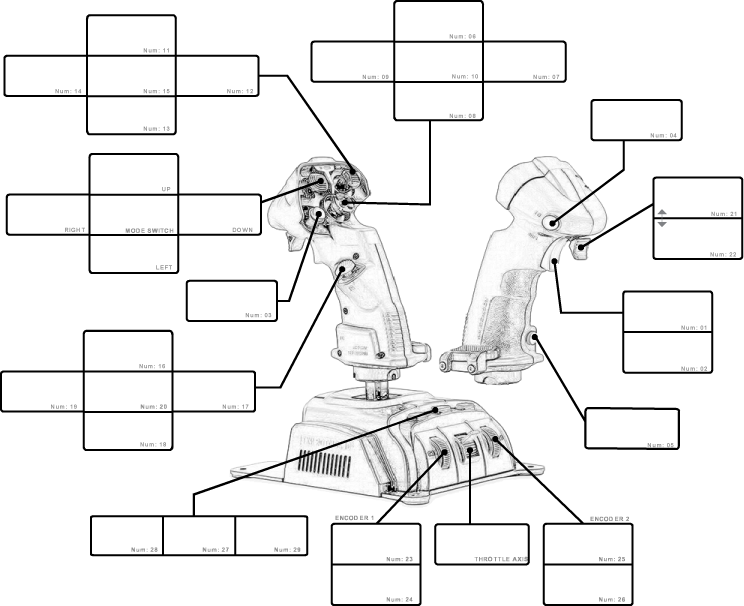 Num: 11
Num: 14
Num: 15
Num: 12
Num: 13
Num: 06
Num: 09
Num: 10
Num: 07
Num: 08
Num: 04
UP
RIGHT
MODE SWITCH
DOWN
LEFT
Num: 21
Num: 22
Num: 03
Num: 01
Num: 02
Num: 16
Num: 19
Num: 20
Num: 17
Num: 18
Num: 05
Num: 28
Num: 27
Num: 29
ENCODER 1
Num: 23
Num: 24
THROTTLE AXIS
ENCODER 2
Num: 25
Num: 26